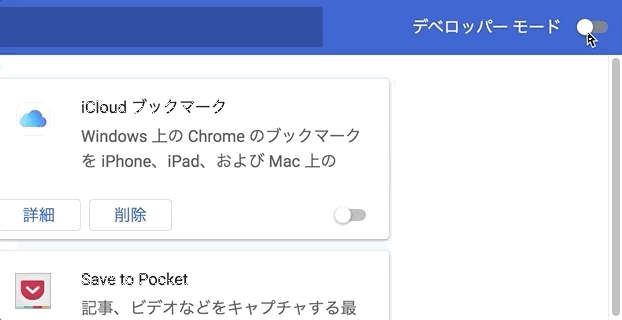 デベロッパー モード
iCloud ブックマーク
Windows 上の Chrome のブックマーク
を iPhone、iPad、および Mac 上の
詳細
削除
Save to Pocket
記事、ビデオなどをキャプチャする最